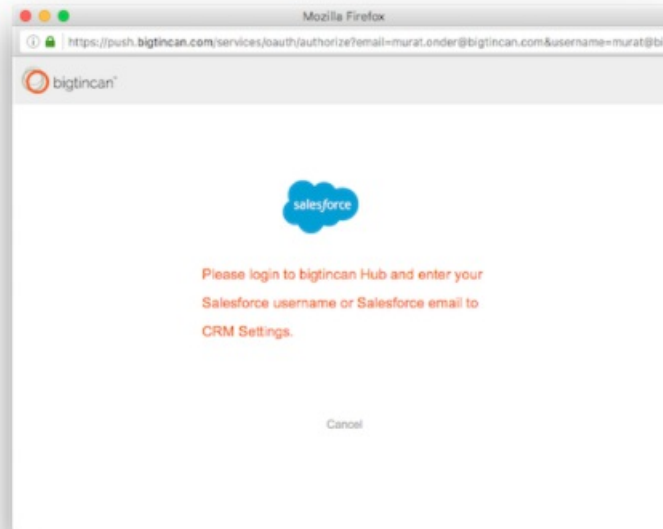 Mozilla Firefox
https://push.bigtincan.com/services/oauth/authorize?email=murat.onder@bigtincan.com&username=murat@bi
bigtincan™
salesforce
Please login to bigtincan Hub and enter your
Salesforce username or Salesforce email to
CRM Settings.
Cancel